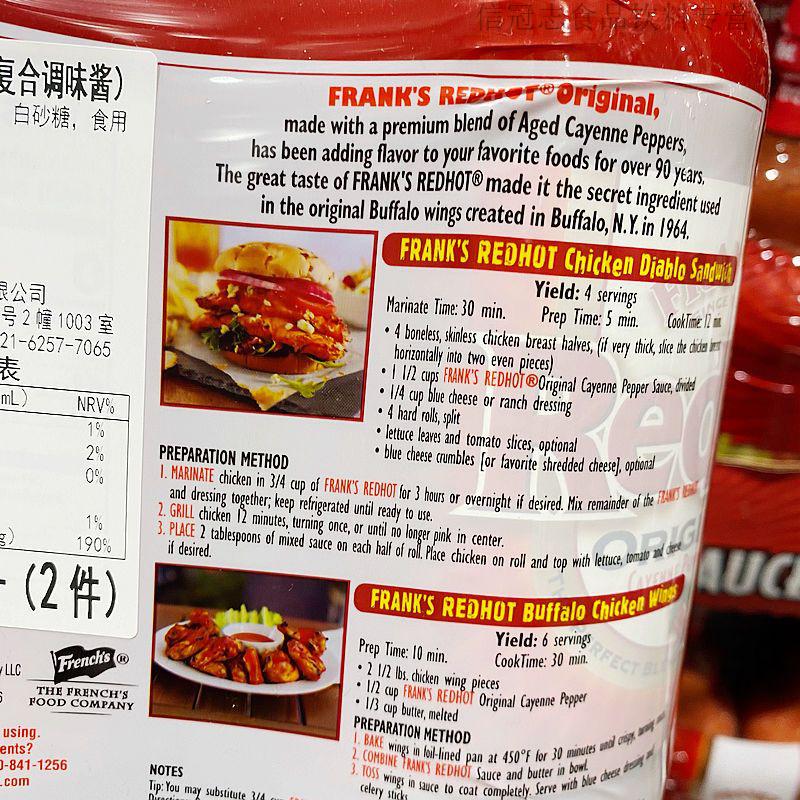 信冠志食品饮料专营
复合调味酱）
白砂糖，食用
限公司
号 2 幢 1003 室
21-6257-7065
表
mL)
NRV%
1%
2%
0%
1%
g)
190%
(2 件)
French's ®
THE FRENCH'S
FOOD COMPANY
LLC
using.
ents?
0-841-1256
.com
FRANK'S REDHOT® Original,
made with a premium blend of Aged Cayenne Peppers,
has been adding flavor to your favorite foods for over 90 years.
The great taste of FRANK'S REDHOT® made it the secret ingredient used
in the original Buffalo wings created in Buffalo, N.Y. in 1964.
FRANK'S REDHOT Chicken Diablo Sandwich
Yield: 4 servings
Marinate Time: 30 min. Prep Time: 5 min. CookTime: 12 min.
• 4 boneless, skinless chicken breast halves, (if very thick, slice the chicken breast
horizontally into two even pieces)
• 1 1/2 cups FRANK'S REDHOT® Original Cayenne Pepper Sauce, divided
• 1/4 cup blue cheese or ranch dressing
• 4 hard rolls, split
• lettuce leaves and tomato slices, optional
• blue cheese crumbles [or favorite shredded cheese], optional
PREPARATION METHOD
1. MARINATE chicken in 3/4 cup of FRANK'S REDHOT for 3 hours or overnight if desired. Mix remainder of the FRANK'S REDHOT
and dressing together; keep refrigerated until ready to use.
2. GRILL chicken 12 minutes, turning once, or until no longer pink in center.
3. PLACE 2 tablespoons of mixed sauce on each half of roll. Place chicken on roll and top with lettuce, tomato and cheese
if desired.
FRANK'S REDHOT Buffalo Chicken Wings
Yield: 6 servings
Prep Time: 10 min. CookTime: 30 min.
• 2 1/2 lbs. chicken wing pieces
• 1/2 cup FRANK'S REDHOT Original Cayenne Pepper
• 1/3 cup butter, melted
PREPARATION METHOD
1. BAKE wings in foil-lined pan at 450°F for 30 minutes until crispy, turning
2. COMBINE FRANK'S REDHOT Sauce and butter in bowl.
3. TOSS wings in sauce to coat completely. Serve with blue cheese dressing and
celery sticks.
NOTES
Tip: You may substitute 3/4 cup
AUCE